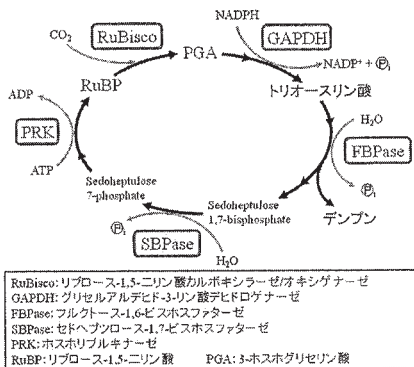 NADPH
CO₂
RuBisco
PGA
GAPDH
NADP⁺ + Ⓟi
RuBP
トリオースリン酸
ADP
H₂O
PRK
FBPase
ATP
Sedoheptulose
7-phosphate
Ⓟi
Sedoheptulose
1,7-bisphosphate
デンプン
Ⓟi
SBPase
H₂O
RuBisco: リブロース-1,5-ニリン酸カルボキシラーゼ/オキシゲナーゼ
GAPDH: グリセルアルデヒド-3-リン酸デヒドロゲナーゼ
FBPase: フルクトース-1,6-ビスホスファターゼ
SBPase: セドヘプツロース-1,7-ビスホスファターゼ
PRK: ホスホリブルキナーゼ
RuBP: リブロース-1,5-ニリン酸 PGA: 3-ホスホグリセリン酸